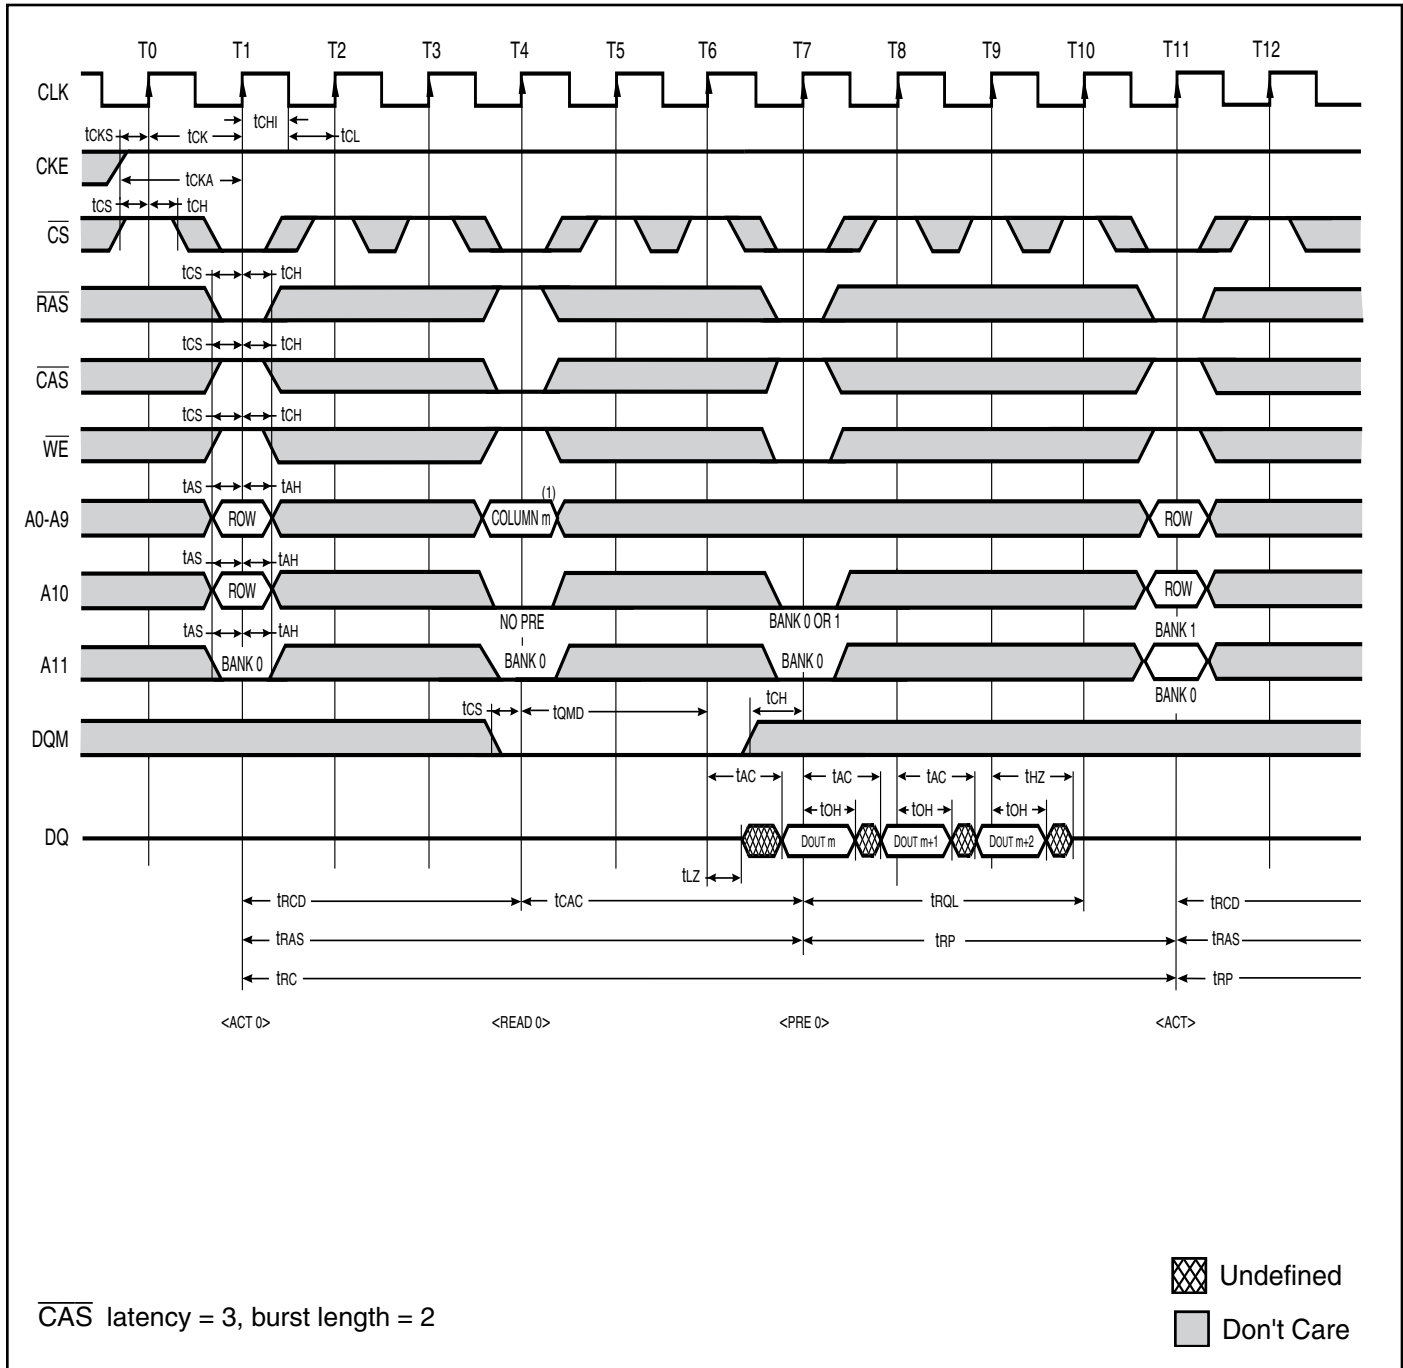 T0 T1 T2 T3 T4 T5 T6 T7 T8 T9 T10 T11 T12
CLK
tCHI
tCKS tCK tCL
CKE
tCKA
tCS tCH
CS
tCS tCH
RAS
tCS tCH
CAS
tCS tCH
WE
tAS tAH (1)
A0-A9 ROW COLUMN m ROW
tAS tAH
A10 ROW ROW
NO PRE BANK 0 OR 1
tAS tAH BANK 1
A11 BANK 0 BANK 0 BANK 0
BANK 0
tCS tQMD tCH
DQM
tAC tAC tAC tHZ
tOH tOH tOH
DQ DOUT m DOUT m+1 DOUT m+2
tLZ
tRCD tCAC tRQL tRCD
tRAS tRP tRAS
tRC tRP
<ACT 0> <READ 0> <PRE 0> <ACT>
Undefined
CAS latency = 3, burst length = 2
Don't Care